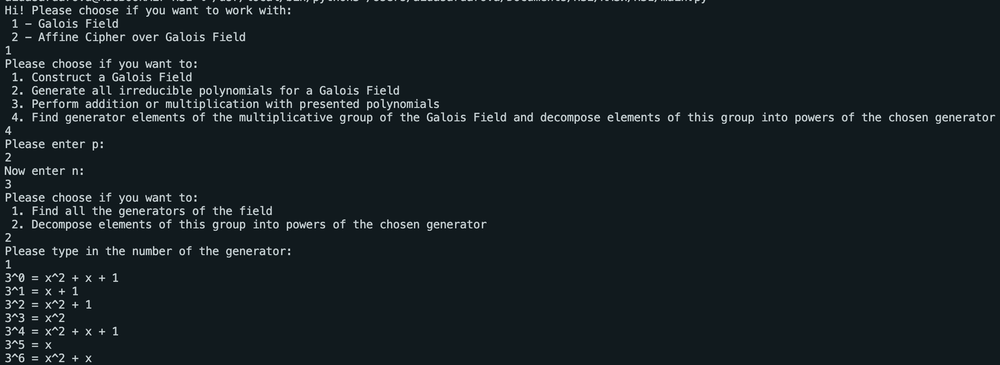 Hi! Please choose if you want to work with:
1 – Galois Field
2 – Affine Cipher over Galois Field
1
Please choose if you want to:
1. Construct a Galois Field
2. Generate all irreducible polynomials for a Galois Field
3. Perform addition or multiplication with presented polynomials
4. Find generator elements of the multiplicative group of the Galois Field and decompose elements of this group into powers of the chosen generator
4
Please enter p:
2
Now enter n:
3
Please choose if you want to:
1. Find all the generators of the field
2. Decompose elements of this group into powers of the chosen generator
2
Please type in the number of the generator:
1
3^0 = x^2 + x + 1
3^1 = x + 1
3^2 = x^2 + 1
3^3 = x^2
3^4 = x^2 + x + 1
3^5 = x
3^6 = x^2 + x